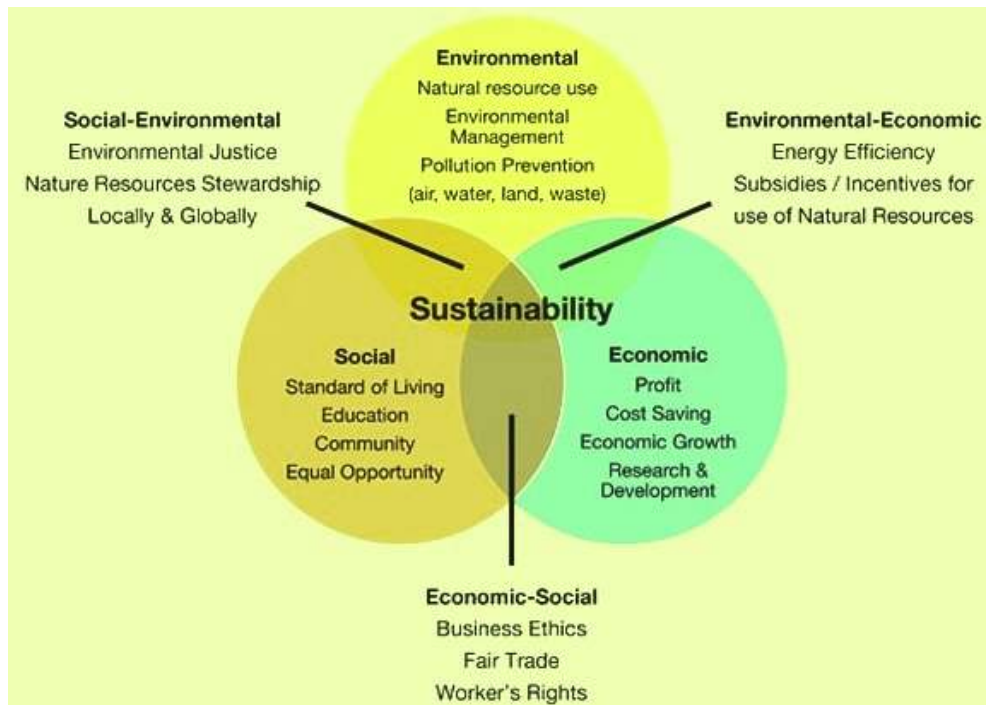 Environmental
Natural resource use
Environmental
Management
Pollution Prevention
(air, water, land, waste)
Social-Environmental
Environmental Justice
Nature Resources Stewardship
Locally & Globally
Environmental-Economic
Energy Efficiency
Subsidies / Incentives for
use of Natural Resources
Sustainability
Social
Standard of Living
Education
Community
Equal Opportunity
Economic
Profit
Cost Saving
Economic Growth
Research &
Development
Economic-Social
Business Ethics
Fair Trade
Worker's Rights